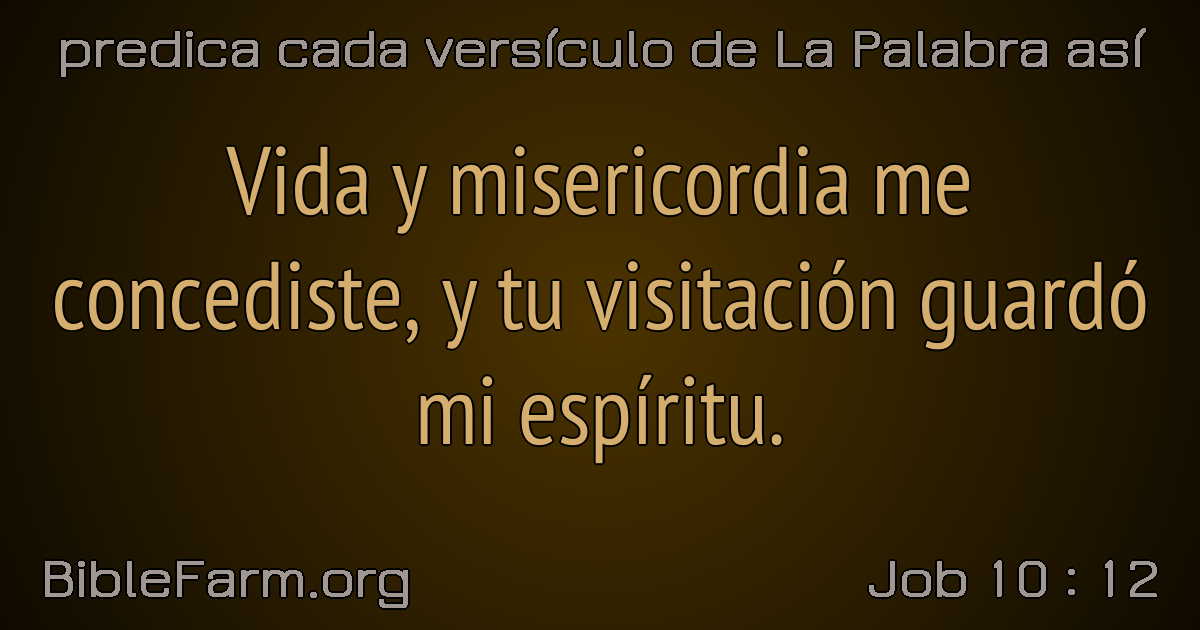 predica cada versículo de La Palabra así
Vida y misericordia me
concediste, y tu visitación guardó
mi espíritu.
BibleFarm.org
Job 10 : 12